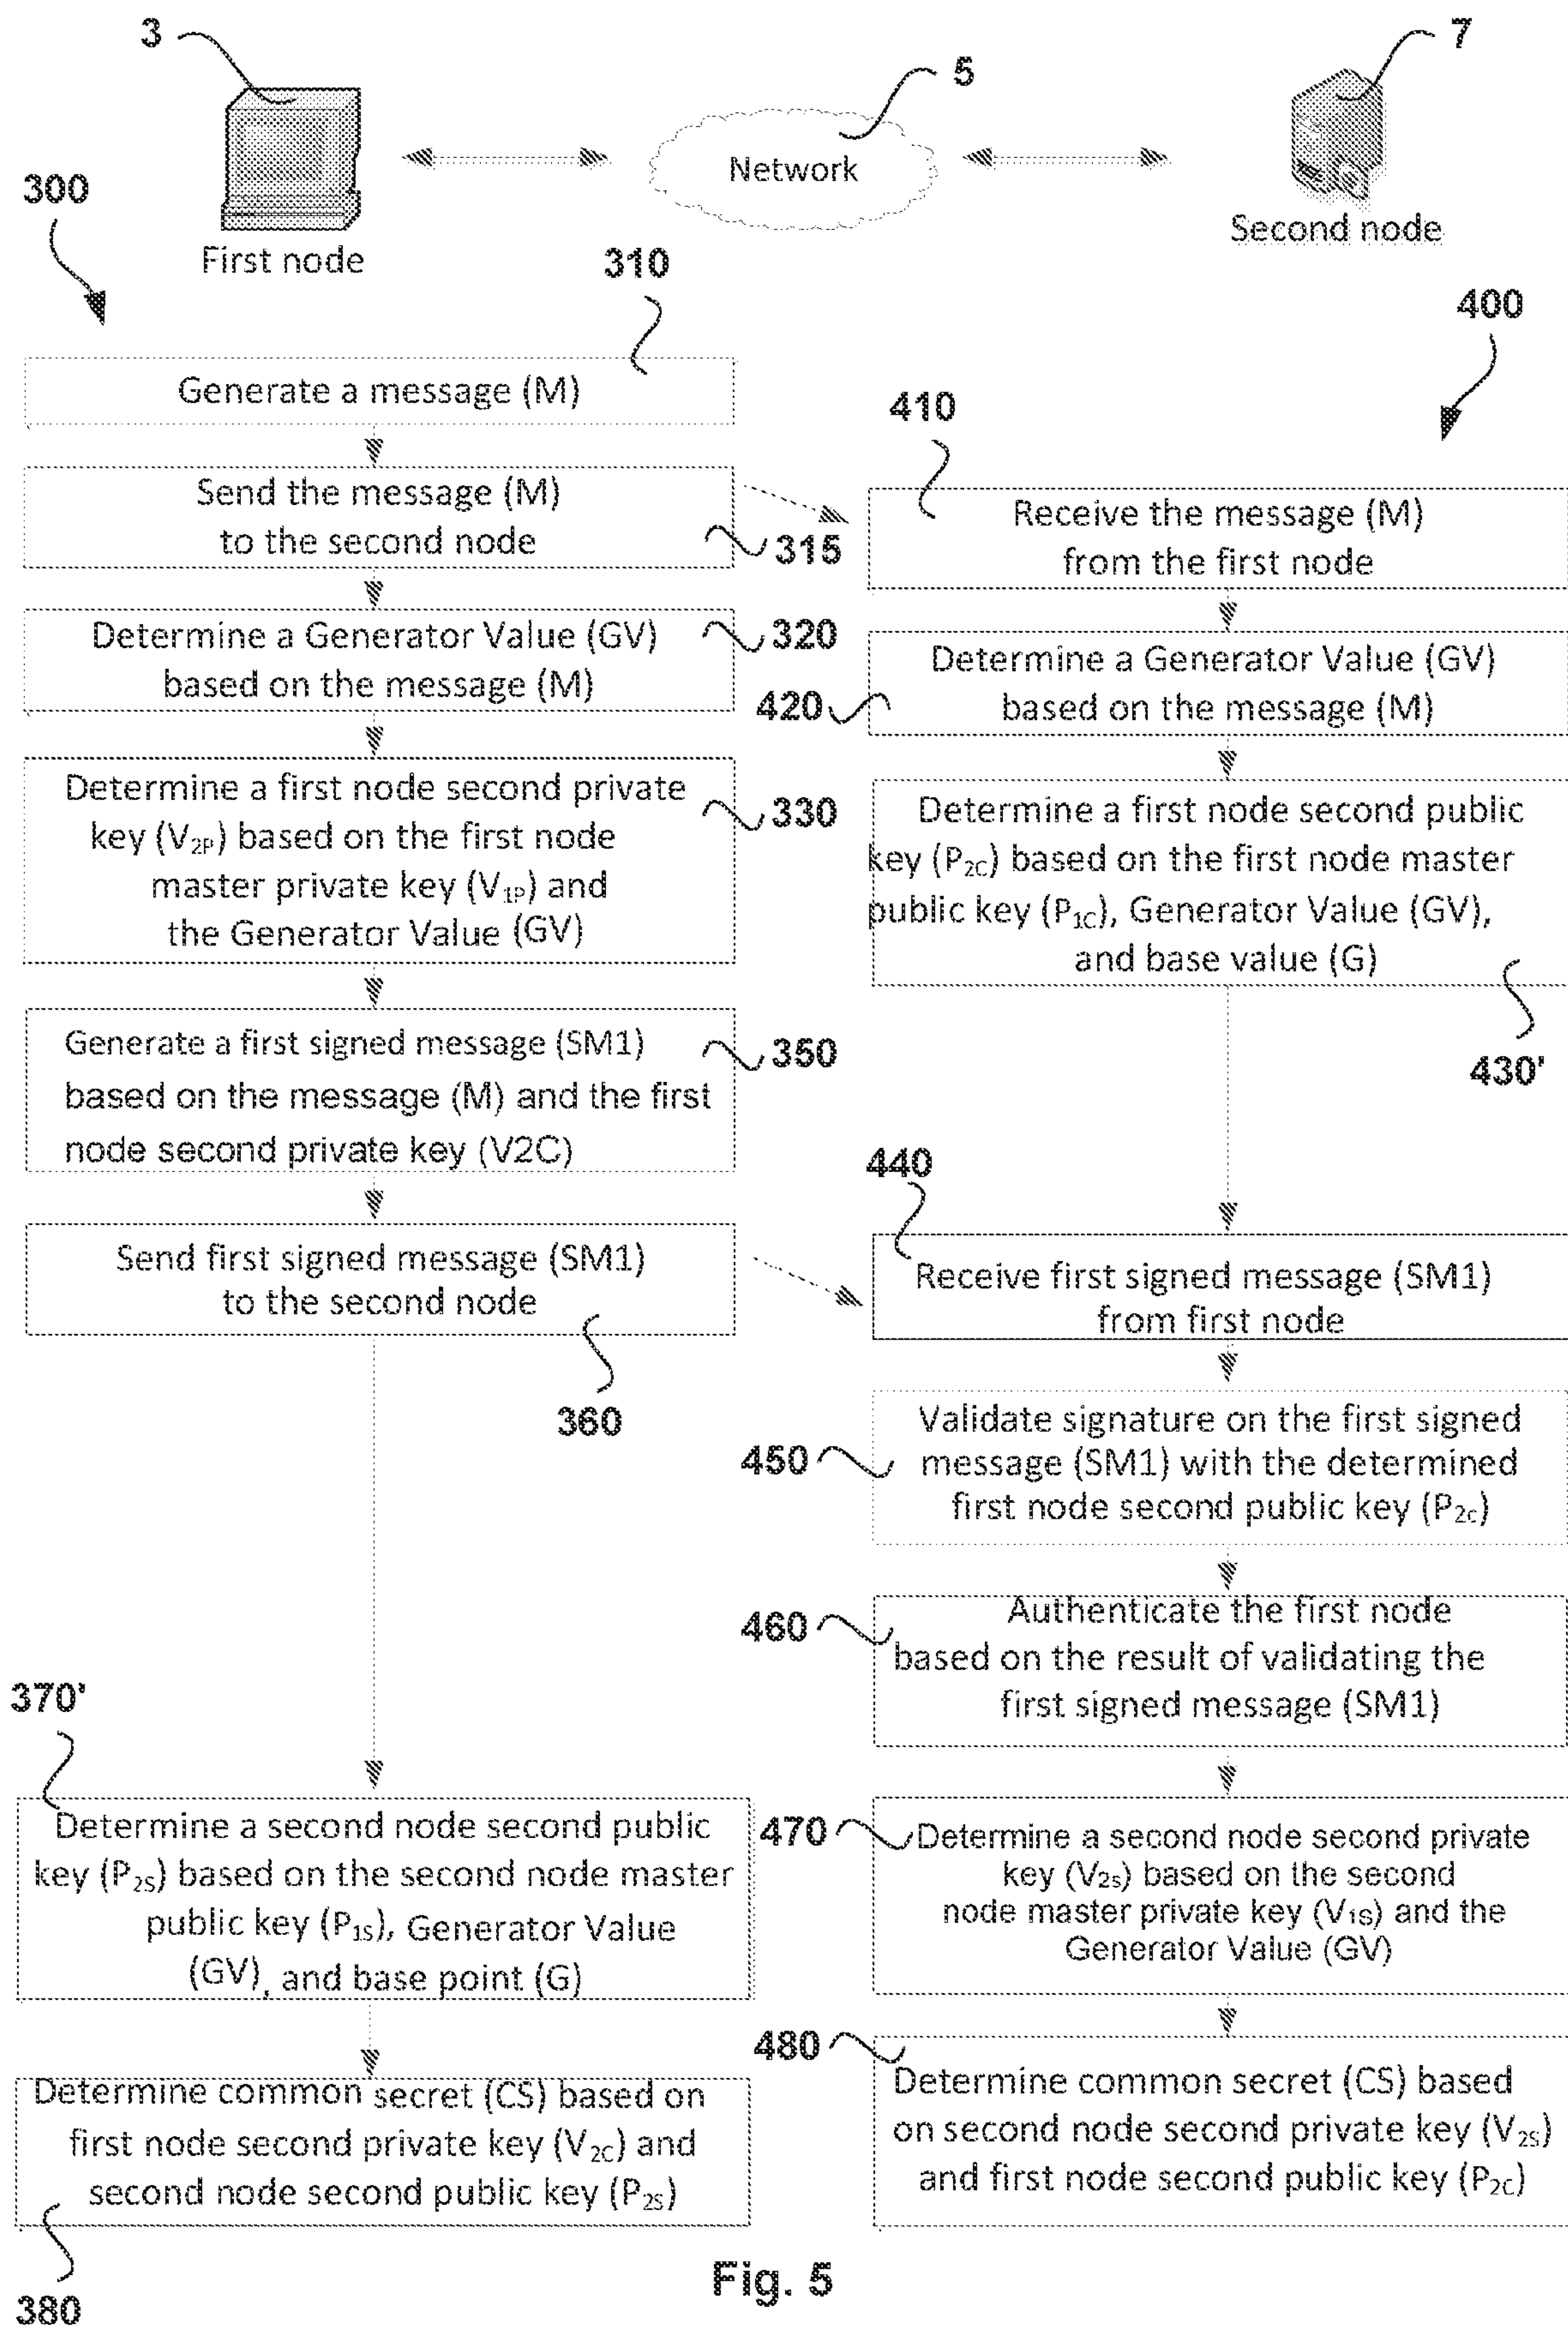 3
7
5
Network
300
First node
Second node
310
400
Generate a message (M)
410
Send the message (M)
to the second node
315
Receive the message (M)
from the first node
Determine a Generator Value (GV)
based on the message (M)
320
Determine a Generator Value (GV)
based on the message (M)
420
Determine a first node second private
key (V2P) based on the first node
master private key (V1P) and
the Generator Value (GV)
330
Determine a first node second public
key (P2C) based on the first node master
public key (P1C), Generator Value (GV),
and base value (G)
430'
Generate a first signed message (SM1)
based on the message (M) and the first
node second private key (V2C)
350
440
Send first signed message (SM1)
to the second node
360
Receive first signed message (SM1)
from first node
450
Validate signature on the first signed
message (SM1) with the determined
first node second public key (P2c)
460
Authenticate the first node
based on the result of validating the
first signed message (SM1)
370'
Determine a second node second public
key (P2S) based on the second node master
public key (P1S), Generator Value
(GV), and base point (G)
470
Determine a second node second private
key (V2s) based on the second
node master private key (V1S) and the
Generator Value (GV)
480
Determine common secret (CS) based on
first node second private key (V2C) and
second node second public key (P2S)
380
Determine common secret (CS) based
on second node second private key (V2S)
and first node second public key (P2C)
Fig. 5